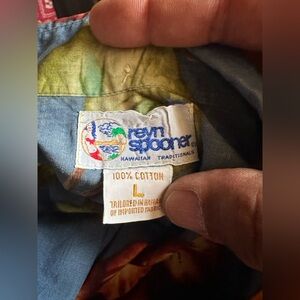 reyn
spooner
HAWAIIAN TRADITIONALS
100% COTTON
L
TAILORED IN HAWAII
OF IMPORTED FABRIC